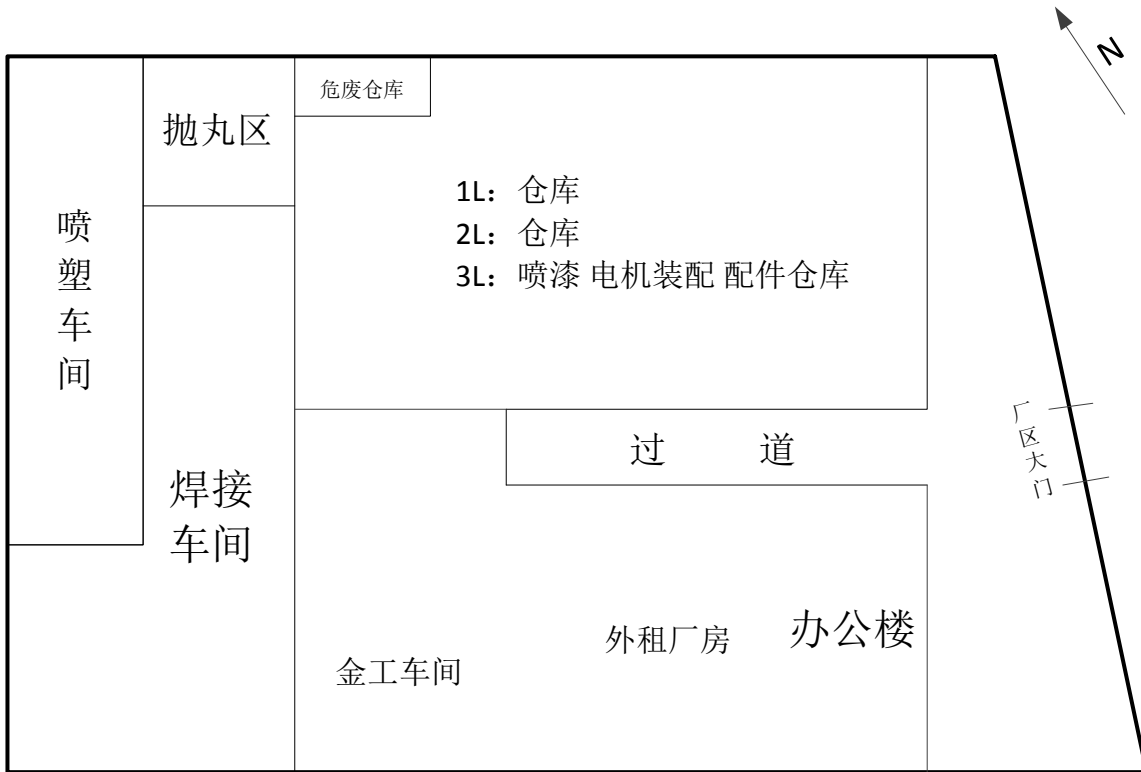 N
危废仓库
抛丸区
喷塑车间
1L：仓库
2L：仓库
3L：喷漆 电机装配 配件仓库
厂区大门
过 道
焊接
车间
办公楼
外租厂房
金工车间